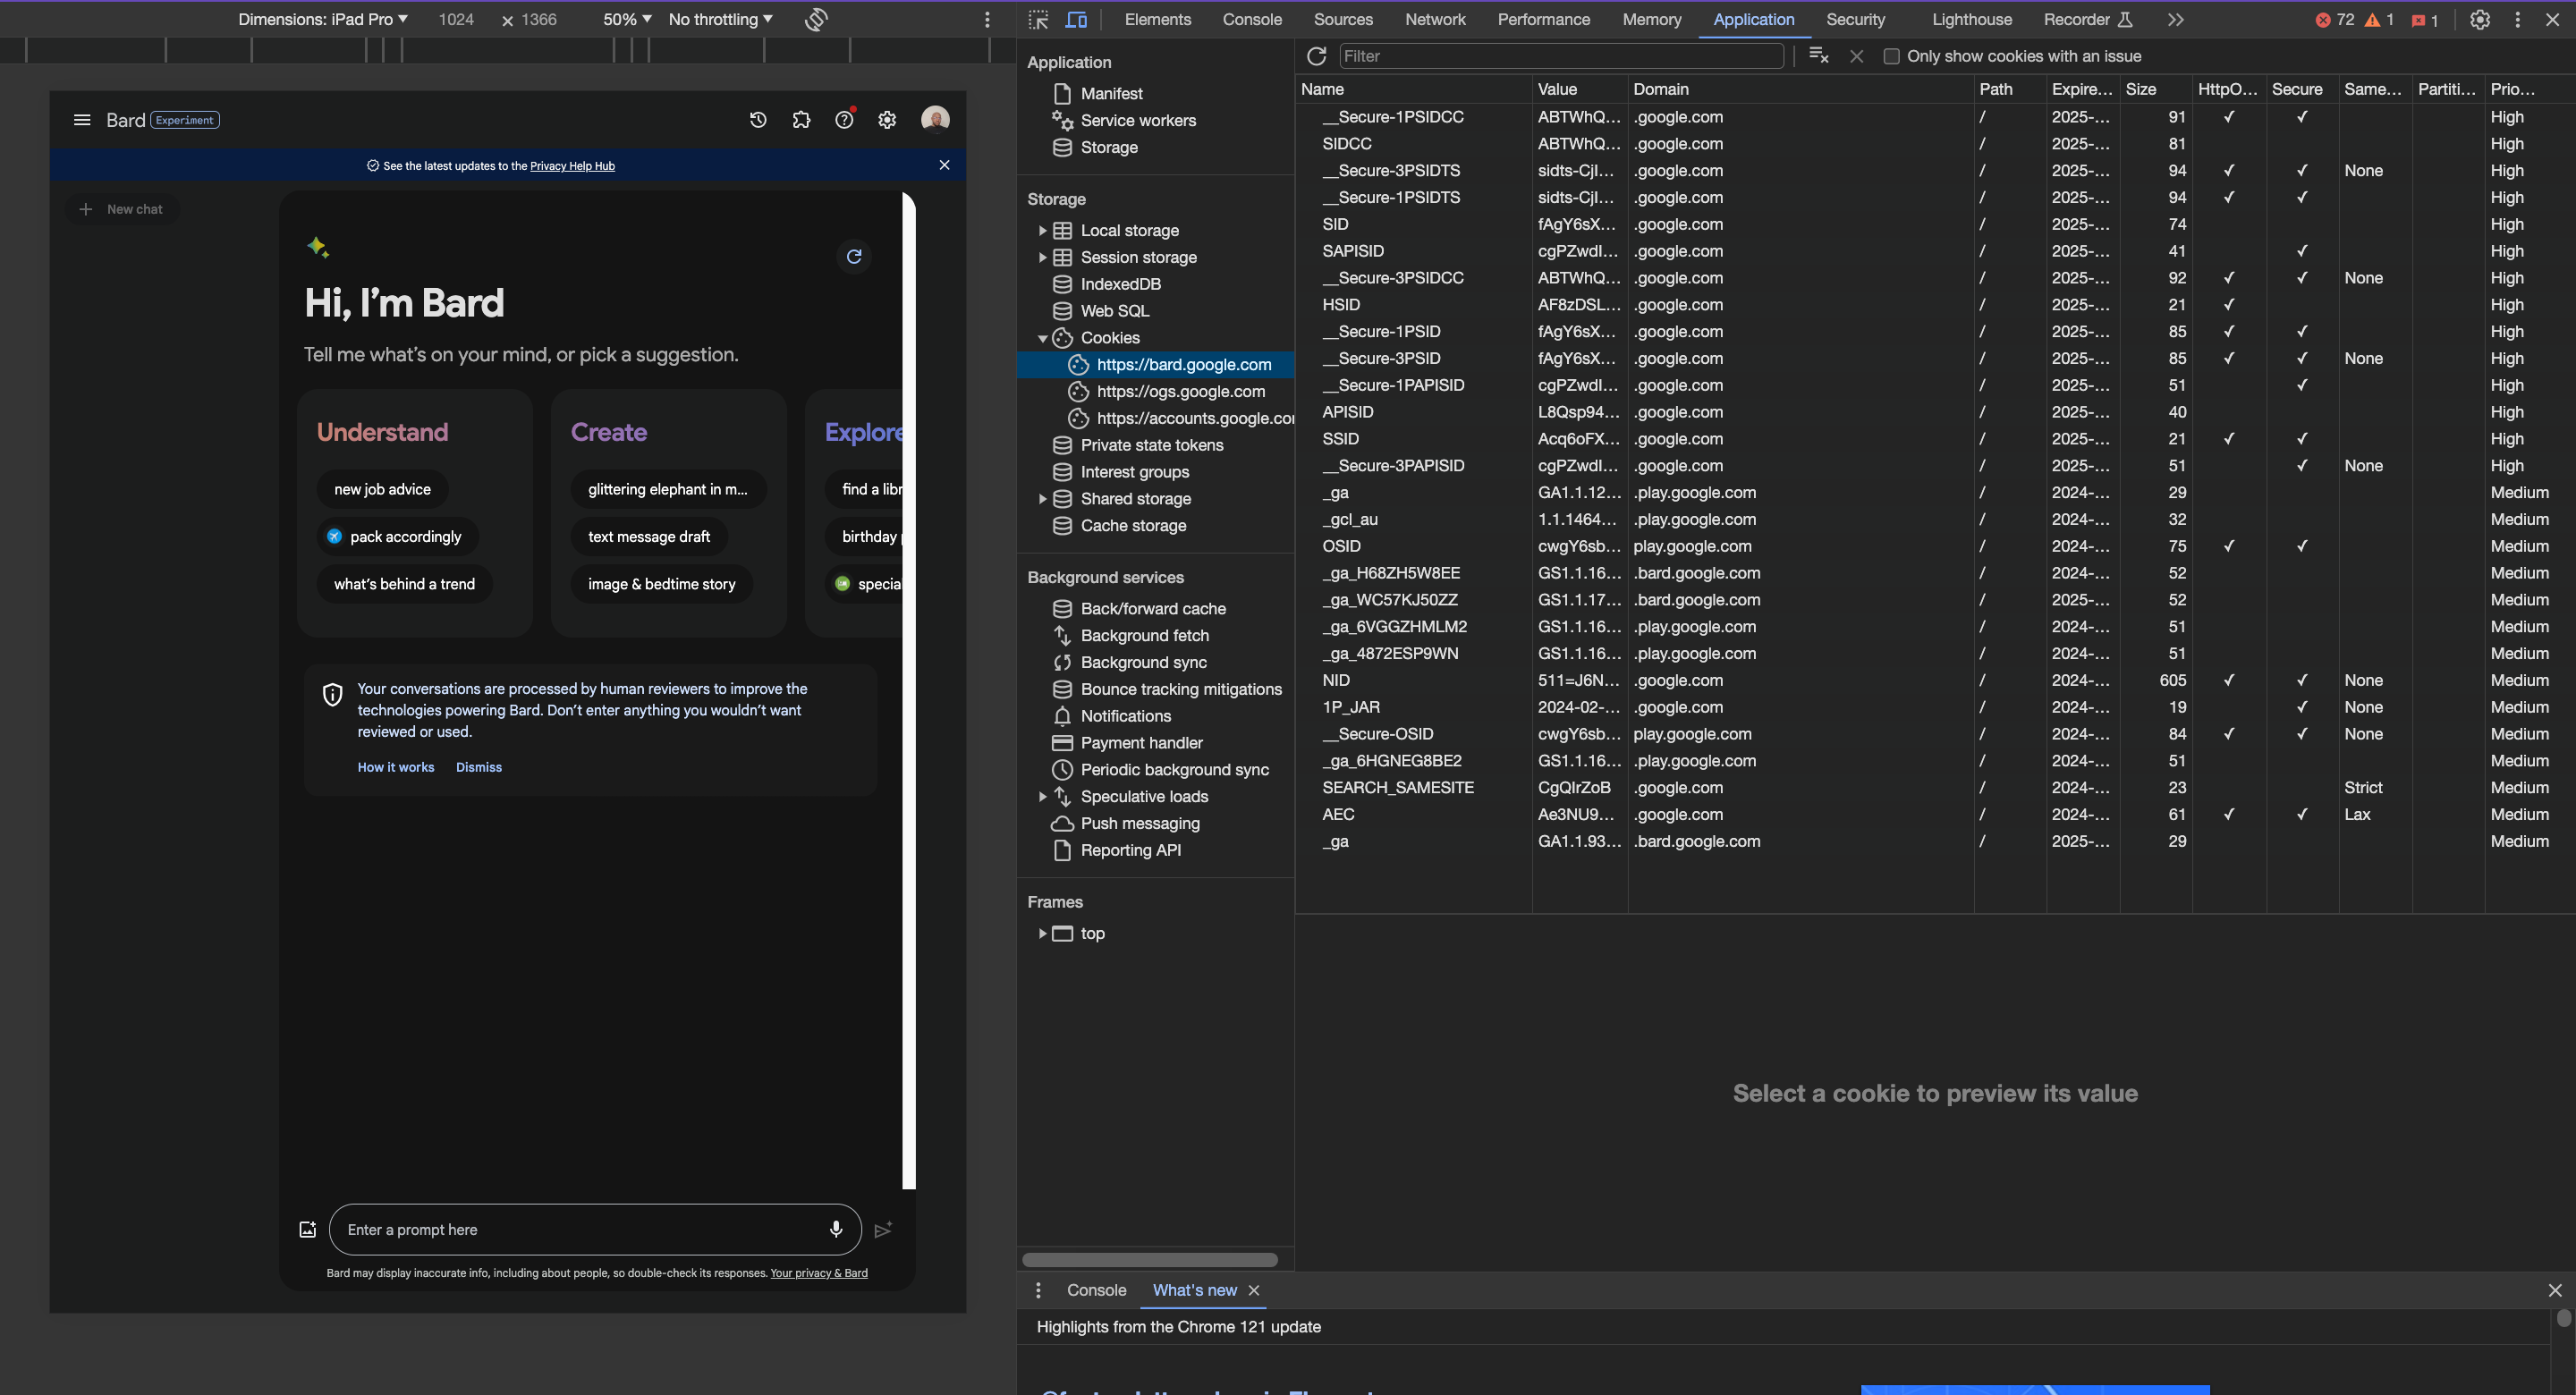 Dimensions: iPad Pro ▼ 1024 × 1366 50% ▼ No throttling ▼
Bard Experiment
See the latest updates to the Privacy Help Hub
New chat
Hi, I'm Bard
Tell me what's on your mind, or pick a suggestion.
Understand
new job advice
pack accordingly
what's behind a trend
Create
glittering elephant in m...
text message draft
image & bedtime story
Explore
find a libr
birthday
specia
Your conversations are processed by human reviewers to improve the
technologies powering Bard. Don't enter anything you wouldn't want
reviewed or used.
How it works Dismiss
Enter a prompt here
Bard may display inaccurate info, including about people, so double-check its responses. Your privacy & Bard
Elements Console Sources Network Performance Memory Application Security Lighthouse Recorder 72 1 1
Application
Manifest
Service workers
Storage
Storage
Local storage
Session storage
IndexedDB
Web SQL
Cookies
https://bard.google.com
https://ogs.google.com
https://accounts.google.co
Private state tokens
Interest groups
Shared storage
Cache storage
Background services
Back/forward cache
Background fetch
Background sync
Bounce tracking mitigations
Notifications
Payment handler
Periodic background sync
Speculative loads
Push messaging
Reporting API
Frames
top
Filter Only show cookies with an issue
Name Value Domain Path Expire... Size HttpO... Secure Same... Partiti... Prio...
__Secure-1PSIDCC ABTWhQ... .google.com / 2025-... 91 ✓ ✓ High
SIDCC ABTWhQ... .google.com / 2025-... 81 High
__Secure-3PSIDTS sidts-CjI... .google.com / 2025-... 94 ✓ ✓ None High
__Secure-1PSIDTS sidts-CjI... .google.com / 2025-... 94 ✓ ✓ High
SID fAgY6sX... .google.com / 2025-... 74 High
SAPISID cgPZwdI... .google.com / 2025-... 41 ✓ High
__Secure-3PSIDCC ABTWhQ... .google.com / 2025-... 92 ✓ ✓ None High
HSID AF8zDSL... .google.com / 2025-... 21 ✓ High
__Secure-1PSID fAgY6sX... .google.com / 2025-... 85 ✓ ✓ High
__Secure-3PSID fAgY6sX... .google.com / 2025-... 85 ✓ ✓ None High
__Secure-1PAPISID cgPZwdI... .google.com / 2025-... 51 ✓ High
APISID L8Qsp94... .google.com / 2025-... 40 High
SSID Acq6oFX... .google.com / 2025-... 21 ✓ ✓ High
__Secure-3PAPISID cgPZwdI... .google.com / 2025-... 51 ✓ None High
_ga GA1.1.12... .play.google.com / 2024-... 29 Medium
_gcl_au 1.1.1464... .play.google.com / 2024-... 32 Medium
OSID cwgY6sb... play.google.com / 2024-... 75 ✓ ✓ Medium
_ga_H68ZH5W8EE GS1.1.16... .bard.google.com / 2024-... 52 Medium
_ga_WC57KJ50ZZ GS1.1.17... .bard.google.com / 2025-... 52 Medium
_ga_6VGGZHMLM2 GS1.1.16... .play.google.com / 2024-... 51 Medium
_ga_4872ESP9WN GS1.1.16... .play.google.com / 2024-... 51 Medium
NID 511=J6N... .google.com / 2024-... 605 ✓ ✓ None Medium
1P_JAR 2024-02-... .google.com / 2024-... 19 ✓ None Medium
__Secure-OSID cwgY6sb... play.google.com / 2024-... 84 ✓ ✓ None Medium
_ga_6HGNEG8BE2 GS1.1.16... .play.google.com / 2024-... 51 Medium
SEARCH_SAMESITE CgQIrZoB .google.com / 2024-... 23 Strict Medium
AEC Ae3NU9... .google.com / 2024-... 61 ✓ ✓ Lax Medium
_ga GA1.1.93... .bard.google.com / 2025-... 29 Medium
Select a cookie to preview its value
Console What's new
Highlights from the Chrome 121 update